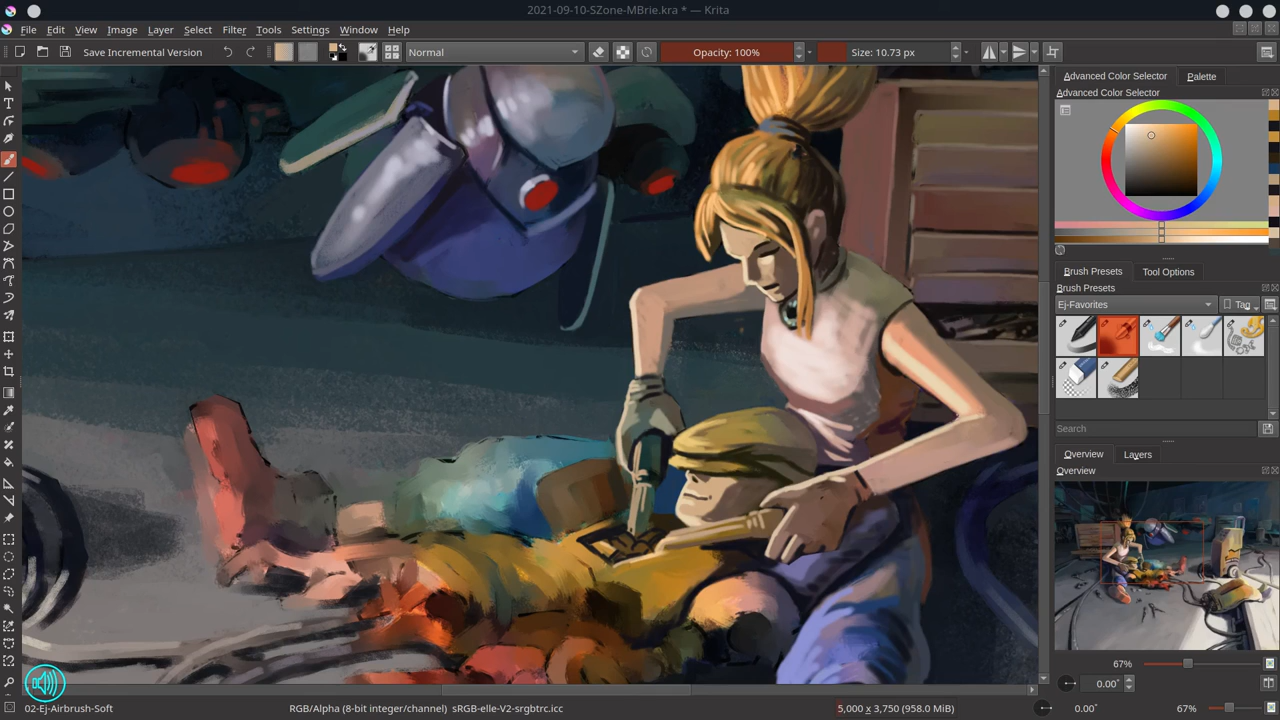 2021-09-10-SZone-MBrie.kra * — Krita
File Edit View Image Layer Select Filter Tools Settings Window Help
Save Incremental Version Normal Opacity: 100% Size: 10.73 px
Advanced Color Selector Palette
Advanced Color Selector
Brush Presets Tool Options
Brush Presets
Ej-Favorites Tag
Search
Overview Layers
Overview
67%
0.00°
02-Ej-Airbrush-Soft RGB/Alpha (8-bit integer/channel) sRGB-elle-V2-srgbtrc.icc 5,000 x 3,750 (958.0 MiB) 0.00° 67%